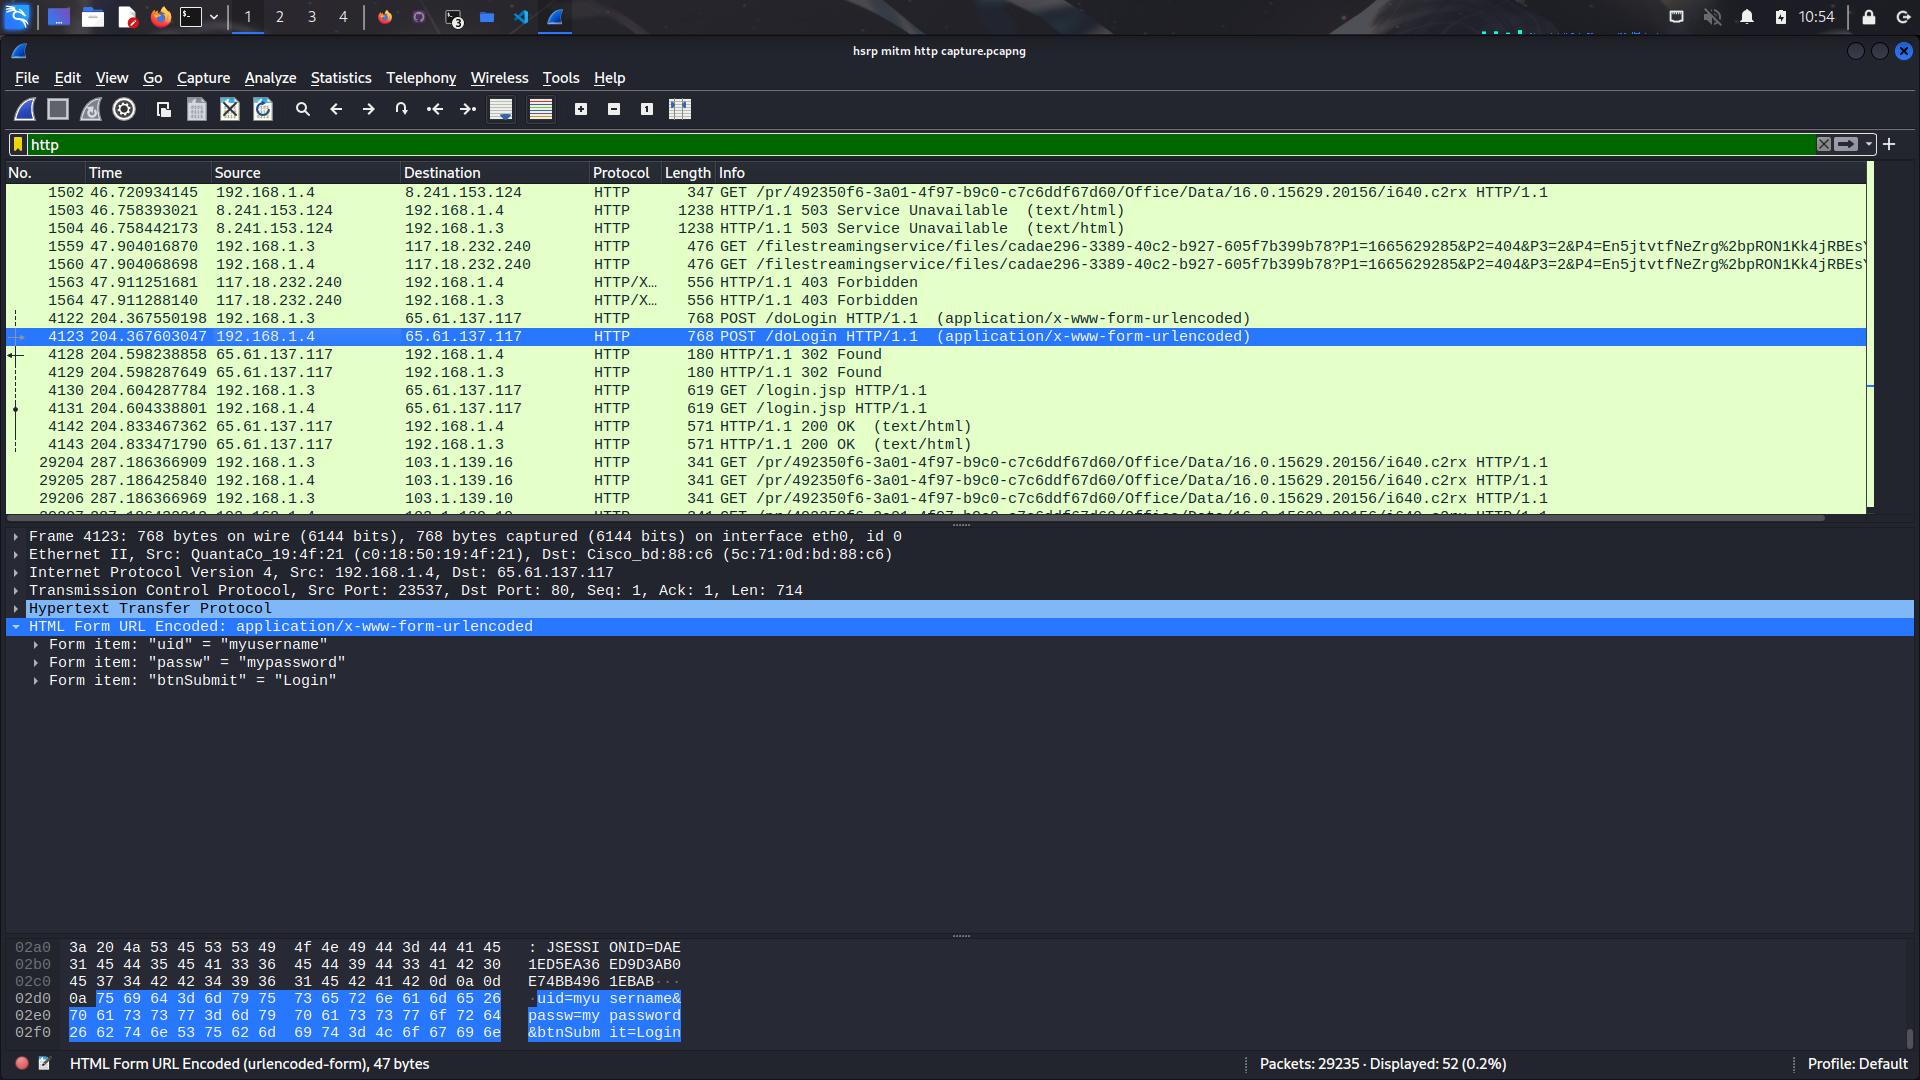 1 2 3 4 3 10:54
hsrp mitm http capture.pcapng
File Edit View Go Capture Analyze Statistics Telephony Wireless Tools Help
http
No. Time Source Destination Protocol Length Info
1502 46.720934145 192.168.1.4 8.241.153.124 HTTP 347 GET /pr/492350f6-3a01-4f97-b9c0-c7c6ddf67d60/Office/Data/16.0.15629.20156/i640.c2rx HTTP/1.1
1503 46.758393021 8.241.153.124 192.168.1.4 HTTP 1238 HTTP/1.1 503 Service Unavailable (text/html)
1504 46.758442173 8.241.153.124 192.168.1.3 HTTP 1238 HTTP/1.1 503 Service Unavailable (text/html)
1559 47.904016870 192.168.1.3 117.18.232.240 HTTP 476 GET /filestreamingservice/files/cadae296-3389-40c2-b927-605f7b399b78?P1=1665629285&P2=404&P3=2&P4=En5jtvtfNeZrg%2bpRON1Kk4jRBEsY
1560 47.904068698 192.168.1.4 117.18.232.240 HTTP 476 GET /filestreamingservice/files/cadae296-3389-40c2-b927-605f7b399b78?P1=1665629285&P2=404&P3=2&P4=En5jtvtfNeZrg%2bpRON1Kk4jRBEsY
1563 47.911251681 117.18.232.240 192.168.1.4 HTTP/X… 556 HTTP/1.1 403 Forbidden
1564 47.911288140 117.18.232.240 192.168.1.3 HTTP/X… 556 HTTP/1.1 403 Forbidden
4122 204.367550198 192.168.1.3 65.61.137.117 HTTP 768 POST /doLogin HTTP/1.1 (application/x-www-form-urlencoded)
4123 204.367603047 192.168.1.4 65.61.137.117 HTTP 768 POST /doLogin HTTP/1.1 (application/x-www-form-urlencoded)
4128 204.598238858 65.61.137.117 192.168.1.4 HTTP 180 HTTP/1.1 302 Found
4129 204.598287649 65.61.137.117 192.168.1.3 HTTP 180 HTTP/1.1 302 Found
4130 204.604287784 192.168.1.3 65.61.137.117 HTTP 619 GET /login.jsp HTTP/1.1
4131 204.604338801 192.168.1.4 65.61.137.117 HTTP 619 GET /login.jsp HTTP/1.1
4142 204.833467362 65.61.137.117 192.168.1.4 HTTP 571 HTTP/1.1 200 OK (text/html)
4143 204.833471790 65.61.137.117 192.168.1.3 HTTP 571 HTTP/1.1 200 OK (text/html)
29204 287.186366909 192.168.1.3 103.1.139.16 HTTP 341 GET /pr/492350f6-3a01-4f97-b9c0-c7c6ddf67d60/Office/Data/16.0.15629.20156/i640.c2rx HTTP/1.1
29205 287.186425840 192.168.1.4 103.1.139.16 HTTP 341 GET /pr/492350f6-3a01-4f97-b9c0-c7c6ddf67d60/Office/Data/16.0.15629.20156/i640.c2rx HTTP/1.1
29206 287.186366969 192.168.1.3 103.1.139.10 HTTP 341 GET /pr/492350f6-3a01-4f97-b9c0-c7c6ddf67d60/Office/Data/16.0.15629.20156/i640.c2rx HTTP/1.1
Frame 4123: 768 bytes on wire (6144 bits), 768 bytes captured (6144 bits) on interface eth0, id 0
Ethernet II, Src: QuantaCo_19:4f:21 (c0:18:50:19:4f:21), Dst: Cisco_bd:88:c6 (5c:71:0d:bd:88:c6)
Internet Protocol Version 4, Src: 192.168.1.4, Dst: 65.61.137.117
Transmission Control Protocol, Src Port: 23537, Dst Port: 80, Seq: 1, Ack: 1, Len: 714
Hypertext Transfer Protocol
HTML Form URL Encoded: application/x-www-form-urlencoded
Form item: "uid" = "myusername"
Form item: "passw" = "mypassword"
Form item: "btnSubmit" = "Login"
02a0 3a 20 4a 53 45 53 53 49 4f 4e 49 44 3d 44 41 45 : JSESSI ONID=DAE
02b0 31 45 44 35 45 41 33 36 45 44 39 44 33 41 42 30 1ED5EA36 ED9D3AB0
02c0 45 37 34 42 42 34 39 36 31 45 42 41 42 0d 0a 0d E74BB496 1EBAB···
02d0 0a 75 69 64 3d 6d 79 75 73 65 72 6e 61 6d 65 26 ·uid=myu sername&
02e0 70 61 73 73 77 3d 6d 79 70 61 73 73 77 6f 72 64 passw=my password
02f0 26 62 74 6e 53 75 62 6d 69 74 3d 4c 6f 67 69 6e &btnSubm it=Login
HTML Form URL Encoded (urlencoded-form), 47 bytes Packets: 29235 · Displayed: 52 (0.2%) Profile: Default